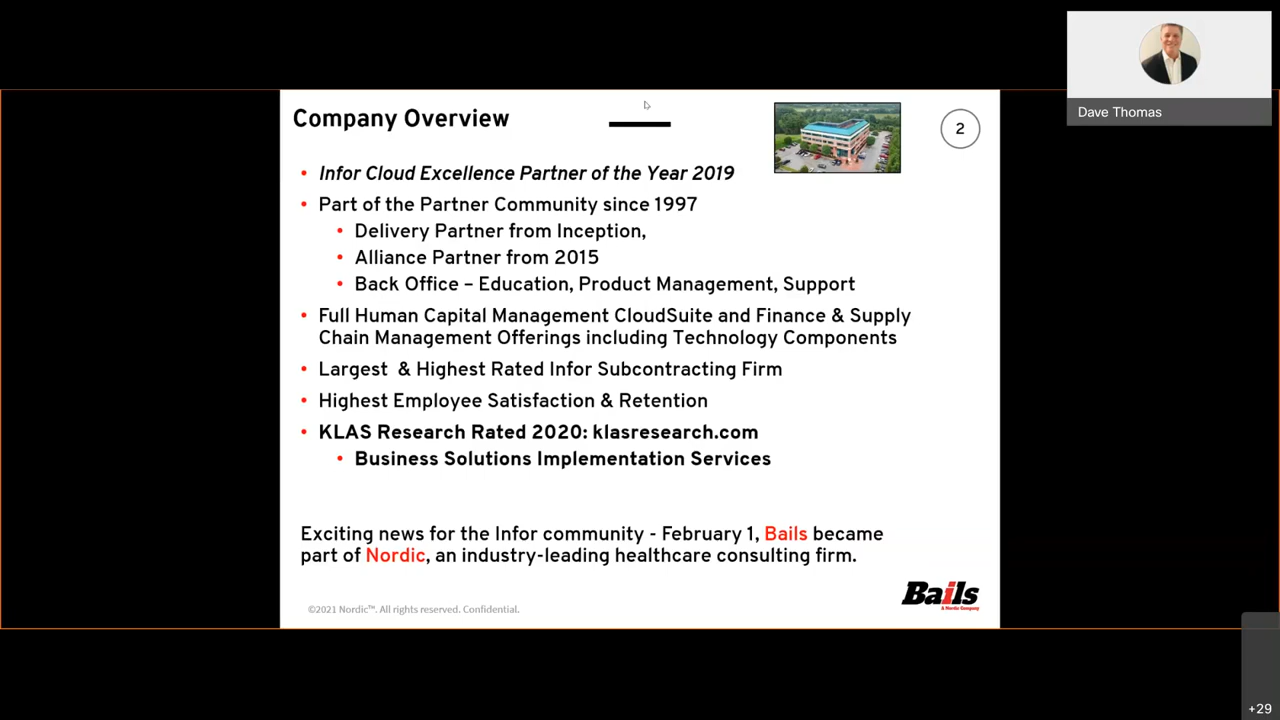 Company Overview
2
Dave Thomas
• Infor Cloud Excellence Partner of the Year 2019
• Part of the Partner Community since 1997
• Delivery Partner from Inception,
• Alliance Partner from 2015
• Back Office – Education, Product Management, Support
• Full Human Capital Management CloudSuite and Finance & Supply
Chain Management Offerings including Technology Components
• Largest & Highest Rated Infor Subcontracting Firm
• Highest Employee Satisfaction & Retention
• KLAS Research Rated 2020: klasresearch.com
• Business Solutions Implementation Services
Exciting news for the Infor community - February 1, Bails became
part of Nordic, an industry-leading healthcare consulting firm.
©2021 Nordic™. All rights reserved. Confidential.
Bails
A Nordic Company
+29